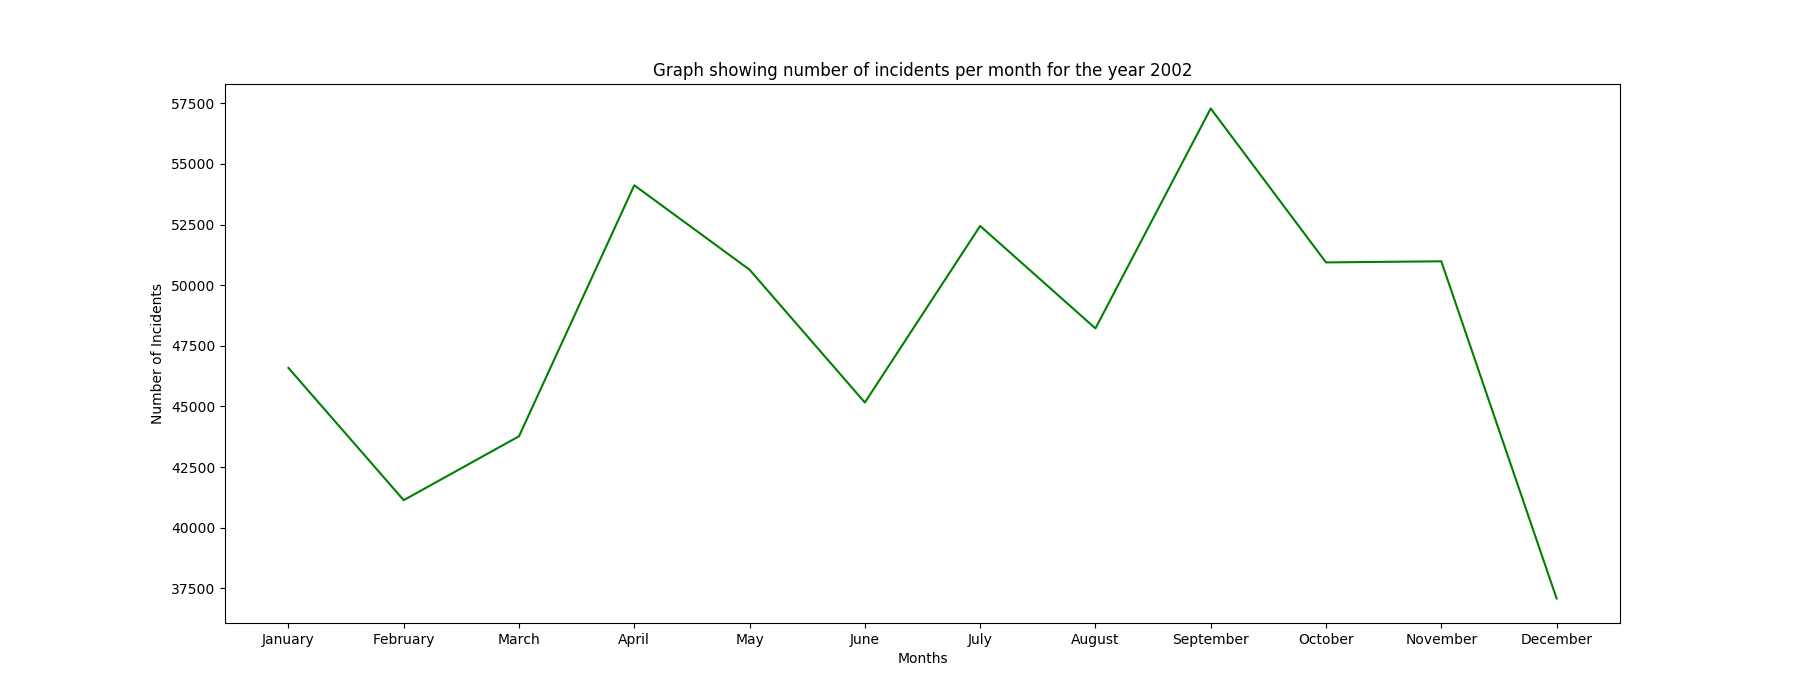 Graph showing number of incidents per month for the year 2002
57500
55000
52500
50000
47500
45000
42500
40000
37500
Number of Incidents
January February March April May June July August September October November December
Months